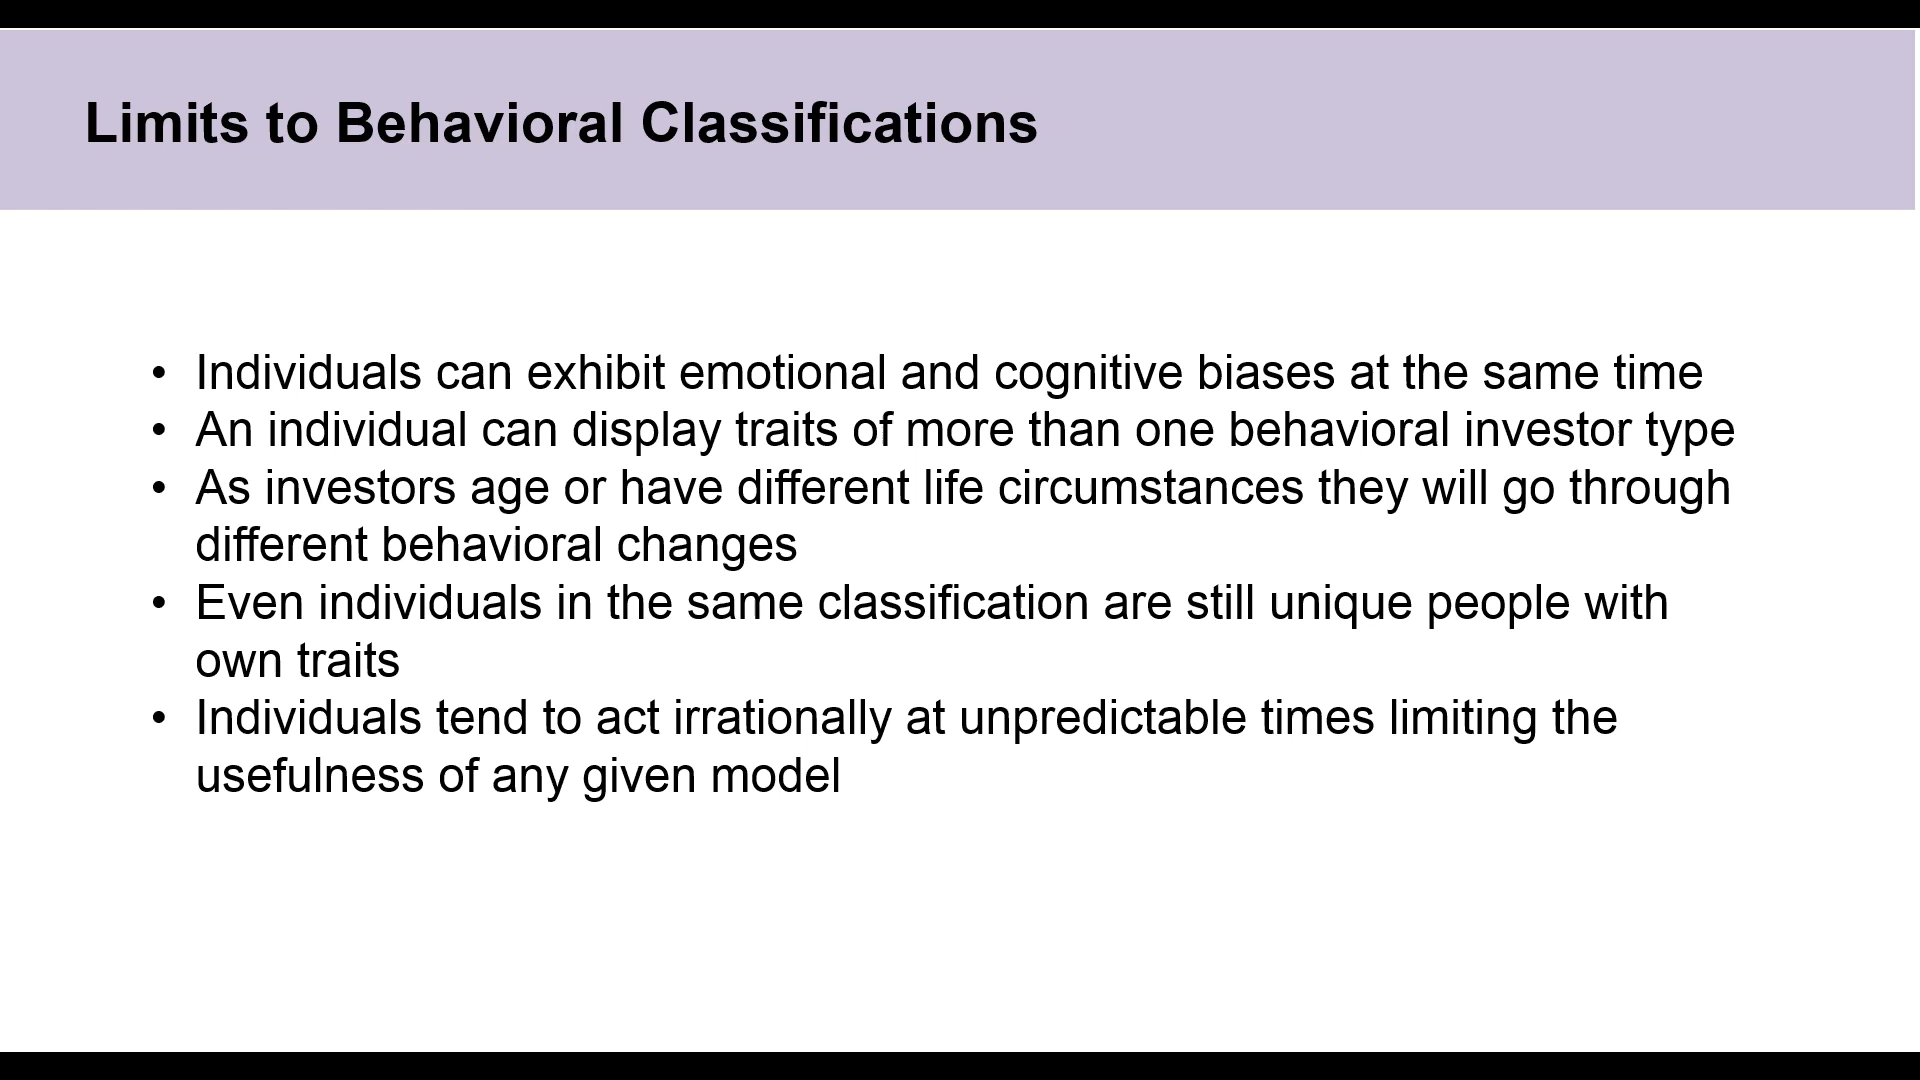 Limits to Behavioral Classifications
• Individuals can exhibit emotional and cognitive biases at the same time
• An individual can display traits of more than one behavioral investor type
• As investors age or have different life circumstances they will go through
different behavioral changes
• Even individuals in the same classification are still unique people with
own traits
• Individuals tend to act irrationally at unpredictable times limiting the
usefulness of any given model